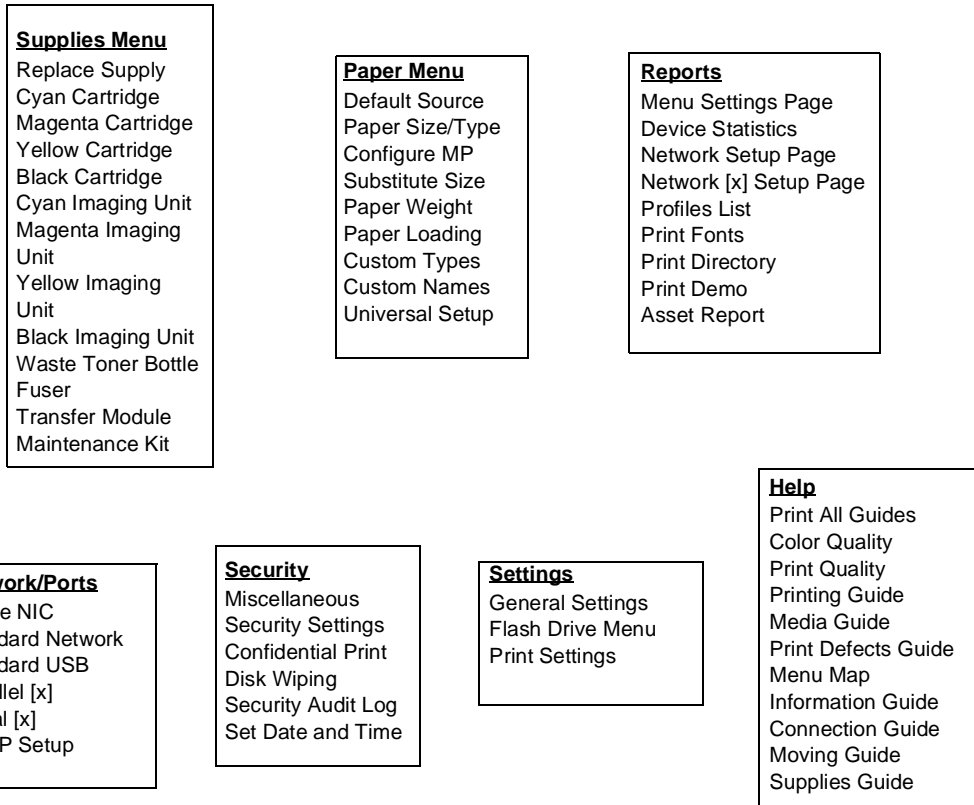 Supplies Menu
Replace Supply
Cyan Cartridge
Magenta Cartridge
Yellow Cartridge
Black Cartridge
Cyan Imaging Unit
Magenta Imaging
Unit
Yellow Imaging
Unit
Black Imaging Unit
Waste Toner Bottle
Fuser
Transfer Module
Maintenance Kit
Paper Menu
Default Source
Paper Size/Type
Configure MP
Substitute Size
Paper Weight
Paper Loading
Custom Types
Custom Names
Universal Setup
Reports
Menu Settings Page
Device Statistics
Network Setup Page
Network [x] Setup Page
Profiles List
Print Fonts
Print Directory
Print Demo
Asset Report
work/Ports
NIC
Network
USB
[x]
[x]
Setup
Security
Miscellaneous
Security Settings
Confidential Print
Disk Wiping
Security Audit Log
Set Date and Time
Settings
General Settings
Flash Drive Menu
Print Settings
Help
Print All Guides
Color Quality
Print Quality
Printing Guide
Media Guide
Print Defects Guide
Menu Map
Information Guide
Connection Guide
Moving Guide
Supplies Guide